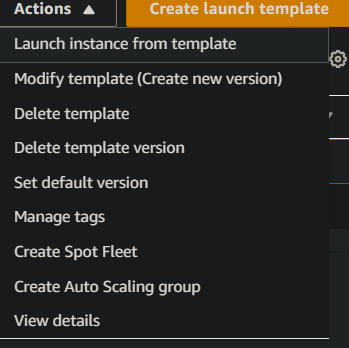 Actions
Create launch template
Launch instance from template
Modify template (Create new version)
Delete template
Delete template version
Set default version
Manage tags
Create Spot Fleet
Create Auto Scaling group
View details